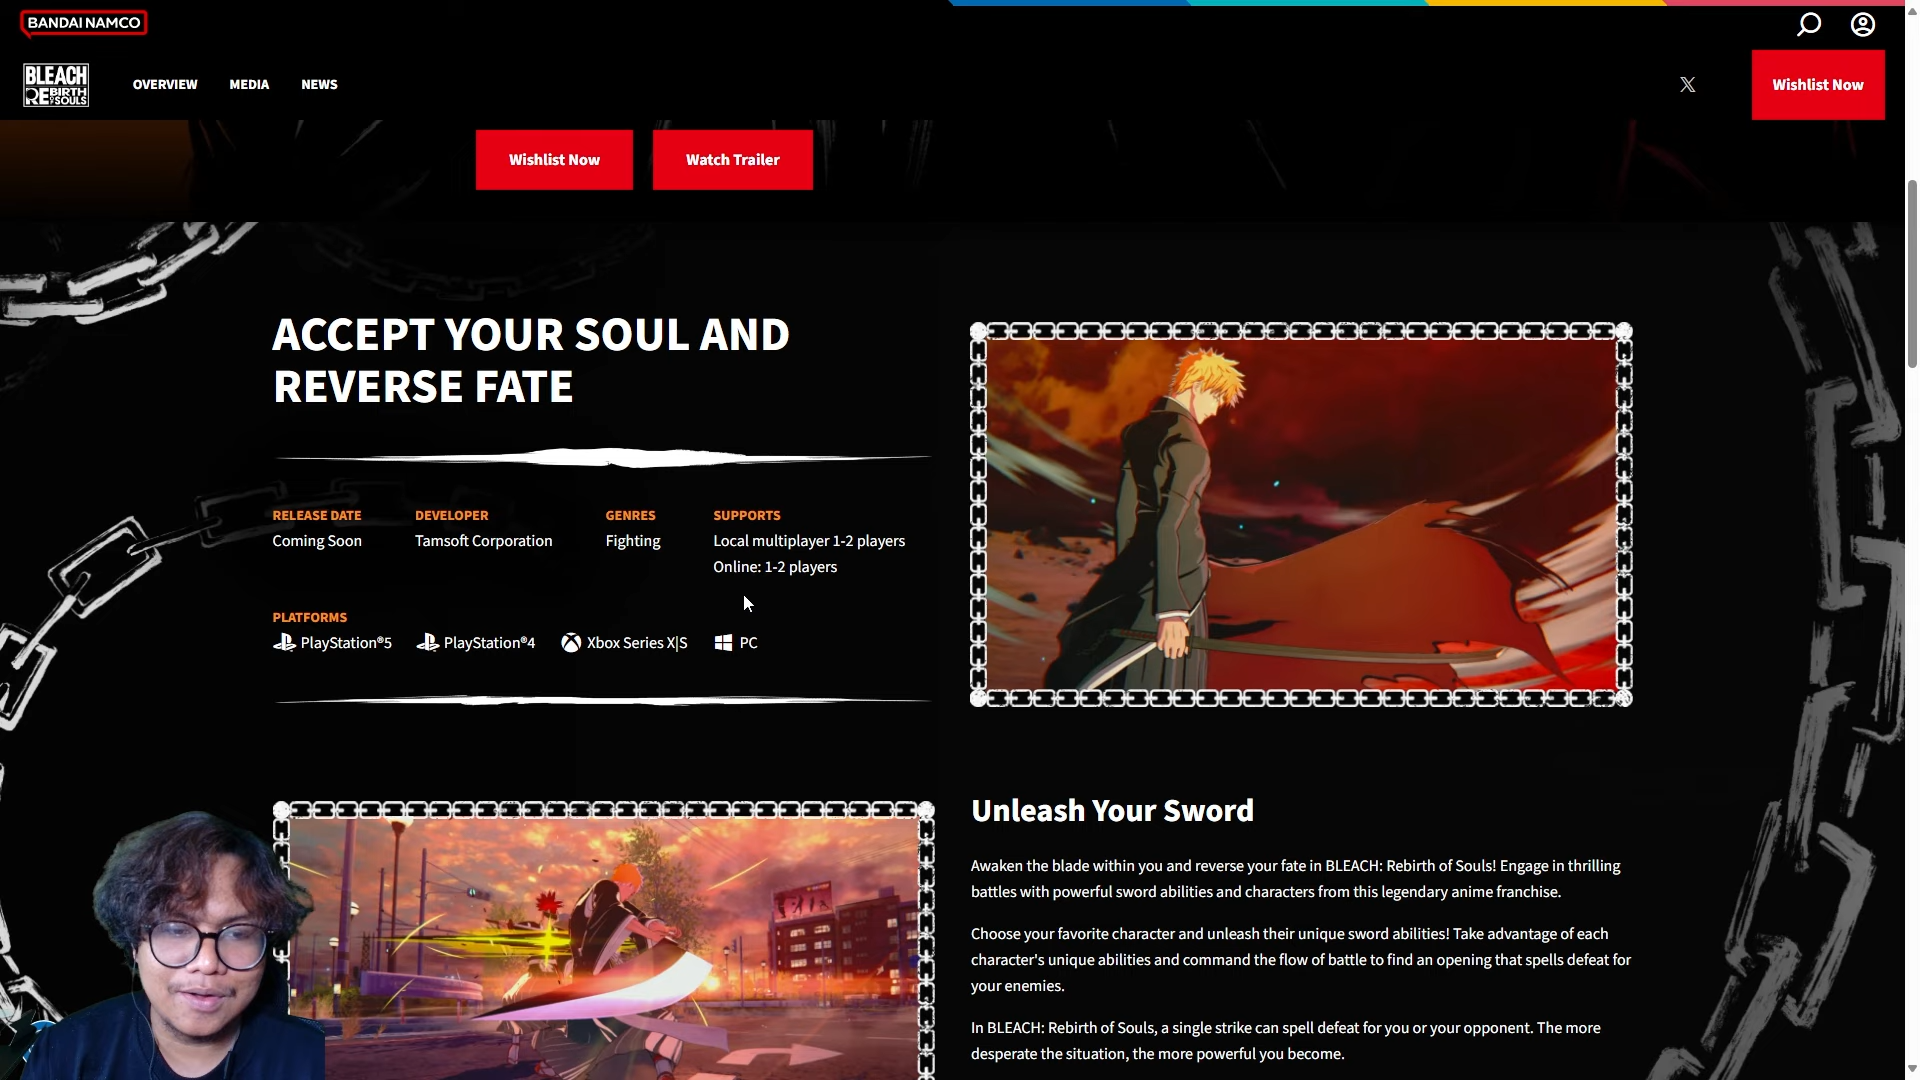 BANDAI NAMCO
BLEACH
REBIRTH OF SOULS
OVERVIEW
MEDIA
NEWS
Wishlist Now
Wishlist Now
Watch Trailer
ACCEPT YOUR SOUL AND
REVERSE FATE
RELEASE DATE
Coming Soon
DEVELOPER
Tamsoft Corporation
GENRES
Fighting
SUPPORTS
Local multiplayer 1-2 players
Online: 1-2 players
PLATFORMS
PlayStation®5
PlayStation®4
Xbox Series X|S
PC
Unleash Your Sword
Awaken the blade within you and reverse your fate in BLEACH: Rebirth of Souls! Engage in thrilling
battles with powerful sword abilities and characters from this legendary anime franchise.
Choose your favorite character and unleash their unique sword abilities! Take advantage of each
character's unique abilities and command the flow of battle to find an opening that spells defeat for
your enemies.
In BLEACH: Rebirth of Souls, a single strike can spell defeat for you or your opponent. The more
desperate the situation, the more powerful you become.